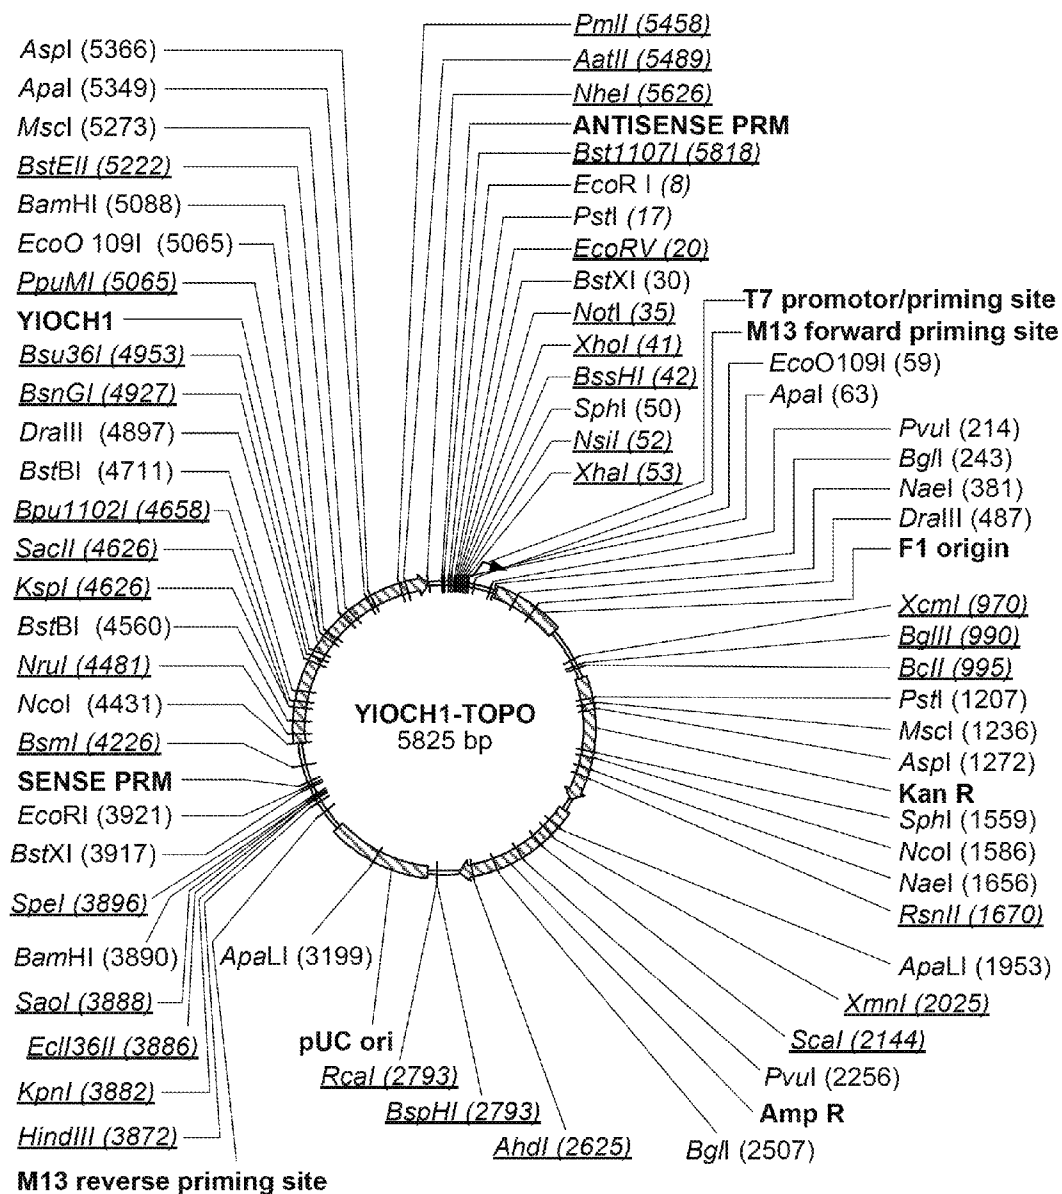 AspI (5366)
ApaI (5349)
MscI (5273)
BstEII (5222)
BamHI (5088)
EcoO 109I (5065)
PpuMI (5065)
YIOCH1
Bsu36I (4953)
BsnGI (4927)
DraIII (4897)
BstBI (4711)
Bpu1102I (4658)
SacII (4626)
KspI (4626)
BstBI (4560)
NruI (4481)
NcoI (4431)
BsmI (4226)
SENSE PRM
EcoRI (3921)
BstXI (3917)
SpeI (3896)
BamHI (3890)
SaoI (3888)
EclI36II (3886)
KpnI (3882)
HindIII (3872)
M13 reverse priming site
PmlI (5458)
AatII (5489)
NheI (5626)
ANTISENSE PRM
Bst1107I (5818)
EcoR I (8)
PstI (17)
EcoRV (20)
BstXI (30)
NotI (35)
XhoI (41)
BssHI (42)
SphI (50)
NsiI (52)
XhaI (53)
T7 promotor/priming site
M13 forward priming site
EcoO109I (59)
ApaI (63)
PvuI (214)
BglI (243)
NaeI (381)
DraIII (487)
F1 origin
XcmI (970)
BglII (990)
BclI (995)
PstI (1207)
MscI (1236)
AspI (1272)
Kan R
SphI (1559)
NcoI (1586)
NaeI (1656)
RsnII (1670)
ApaLI (1953)
XmnI (2025)
ScaI (2144)
PvuI (2256)
Amp R
BglI (2507)
AhdI (2625)
BspHI (2793)
RcaI (2793)
pUC ori
ApaLI (3199)
YIOCH1-TOPO
5825 bp